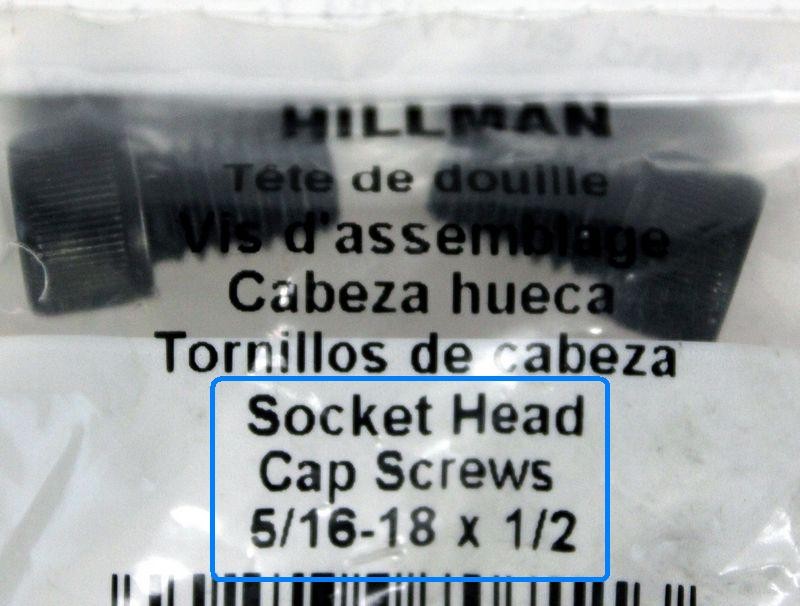 HILLMAN
Tête de douille
Vis d'assemblage
Cabeza hueca
Tornillos de cabeza
Socket Head
Cap Screws
5/16-18 x 1/2